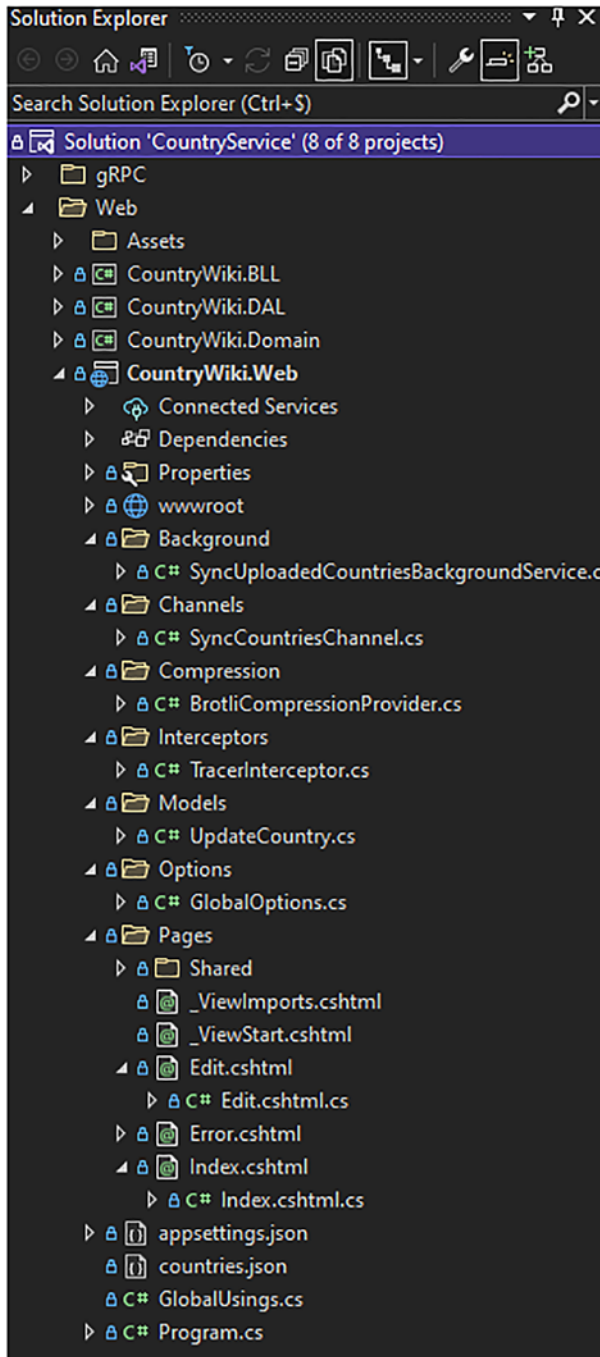 Solution Explorer
Search Solution Explorer (Ctrl+$)
Solution 'CountryService' (8 of 8 projects)
gRPC
Web
Assets
C# CountryWiki.BLL
C# CountryWiki.DAL
C# CountryWiki.Domain
CountryWiki.Web
Connected Services
Dependencies
Properties
wwwroot
Background
C# SyncUploadedCountriesBackgroundService.c
Channels
C# SyncCountriesChannel.cs
Compression
C# BrotliCompressionProvider.cs
Interceptors
C# TracerInterceptor.cs
Models
C# UpdateCountry.cs
Options
C# GlobalOptions.cs
Pages
Shared
@ _ViewImports.cshtml
@ _ViewStart.cshtml
@ Edit.cshtml
C# Edit.cshtml.cs
@ Error.cshtml
@ Index.cshtml
C# Index.cshtml.cs
appsettings.json
countries.json
C# GlobalUsings.cs
C# Program.cs